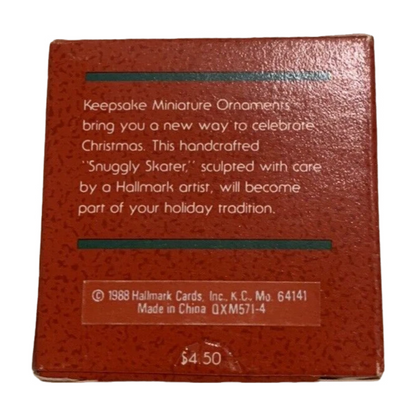 Keepsake Miniature Ornaments
bring you a new way to celebrate
Christmas. This handcrafted
"Snuggly Skater," sculpted with care
by a Hallmark artist, will become
part of your holiday tradition.
© 1988 Hallmark Cards, Inc., K.C., Mo. 64141
Made in China QXM571-4
$4.50